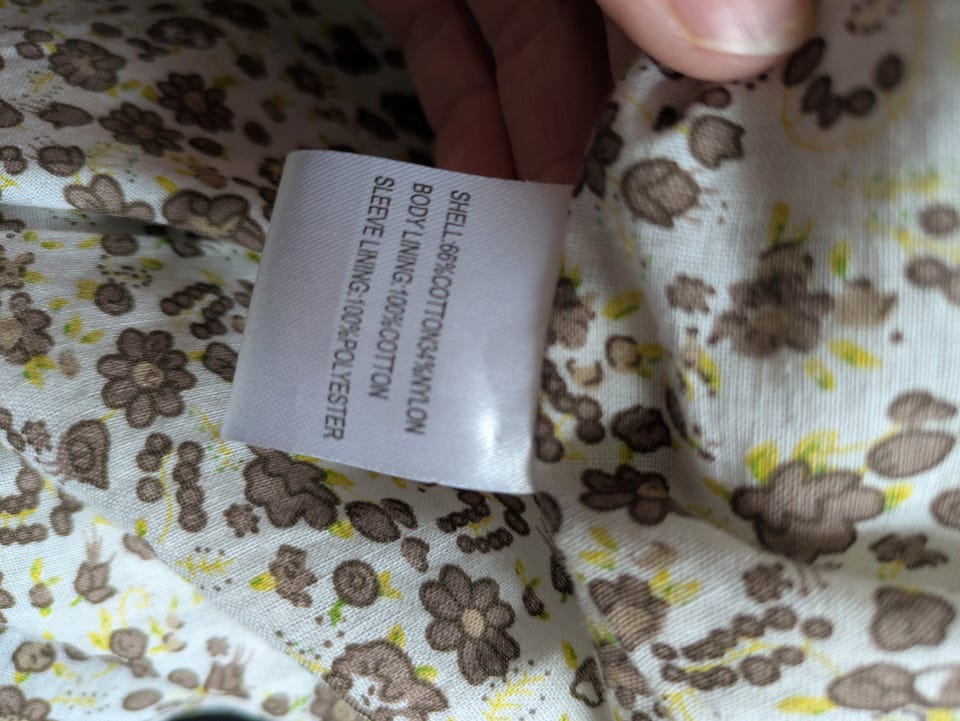 SHELL:66%COTTON34%NYLON
BODY LINING:100%COTTON
SLEEVE LINING:100%POLYESTER